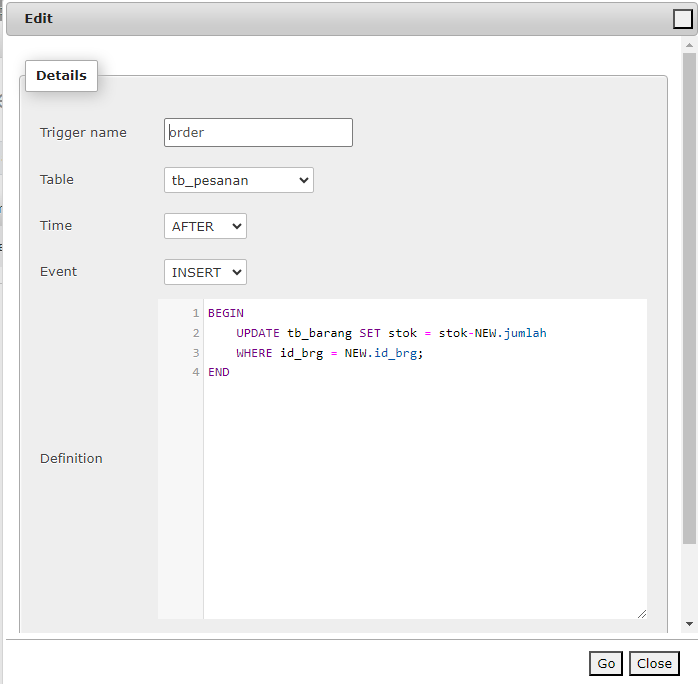 Edit
Details
Trigger name
order
Table
tb_pesanan
Time
AFTER
Event
INSERT
Definition
1 BEGIN
2 UPDATE tb_barang SET stok = stok-NEW.jumlah
3 WHERE id_brg = NEW.id_brg;
4 END
Go
Close